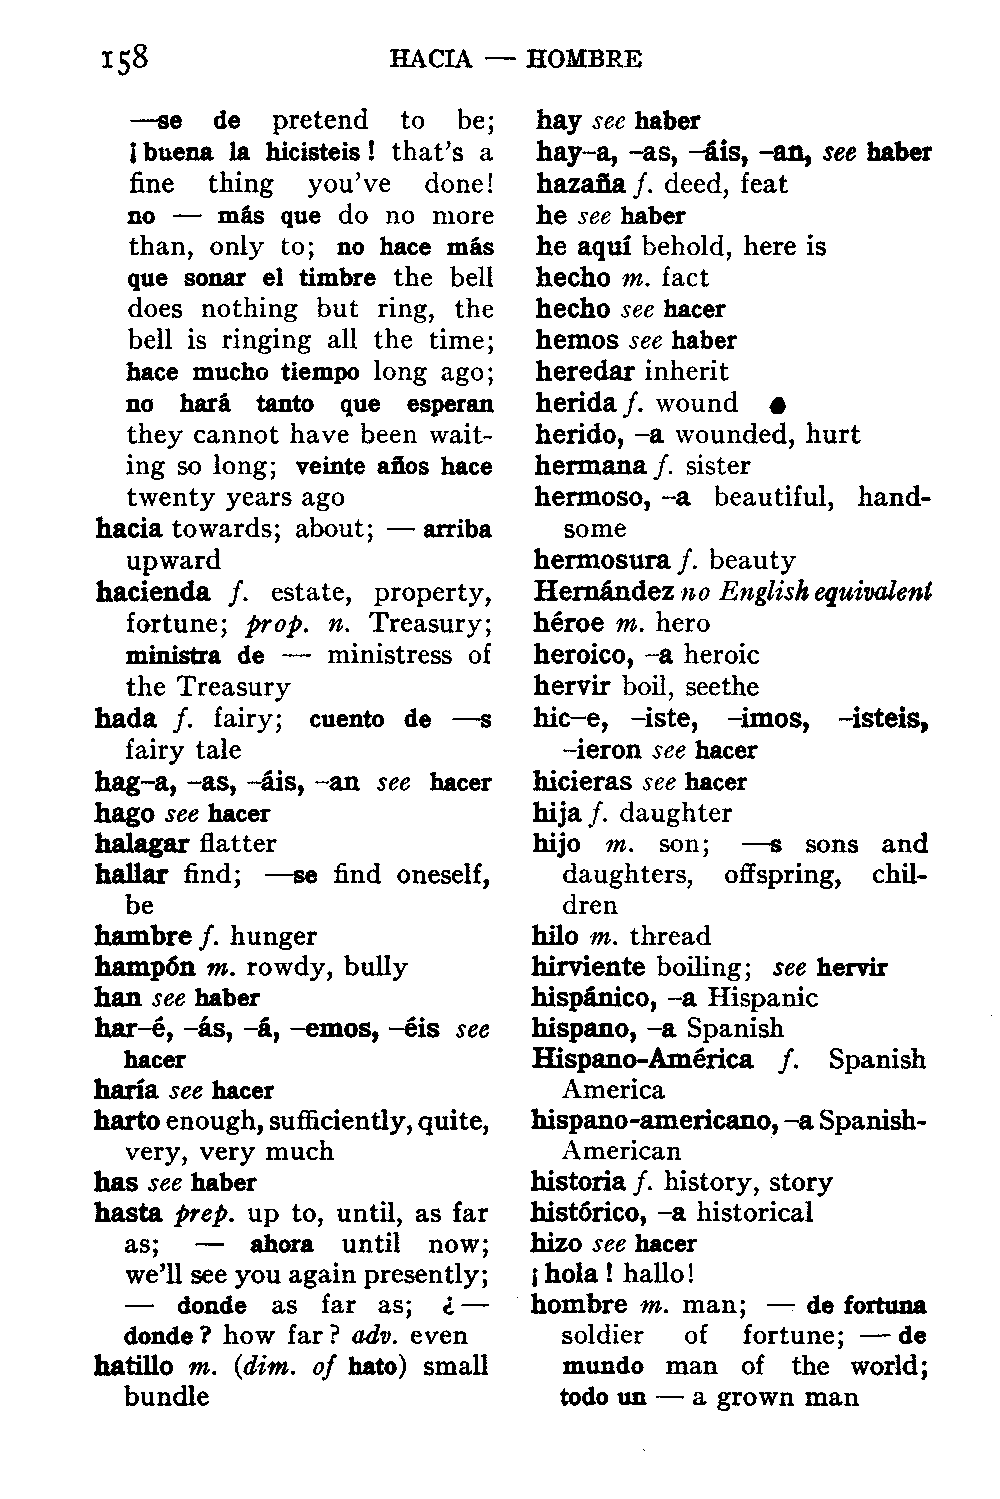 158
HACIA — HOMBRE
—se de pretend to be;
¡buena la hicisteis! that's a
fine thing you've done!
no — más que do no more
than, only to; no hace más
que sonar el timbre the bell
does nothing but ring, the
bell is ringing all the time;
hace mucho tiempo long ago;
no hará tanto que esperan
they cannot have been wait-
ing so long; veinte años hace
twenty years ago
hacia towards; about; — arriba
upward
hacienda f. estate, property,
fortune; prop. n. Treasury;
ministra de — ministress of
the Treasury
hada f. fairy; cuento de —s
fairy tale
hag–a, –as, –áis, –an see hacer
hago see hacer
halagar flatter
hallar find; —se find oneself,
be
hambre f. hunger
hampón m. rowdy, bully
han see haber
har–é, –ás, –á, –emos, –éis see
hacer
haría see hacer
harto enough, sufficiently, quite,
very, very much
has see haber
hasta prep. up to, until, as far
as; — ahora until now;
we'll see you again presently;
— donde as far as; ¿—
donde? how far? adv. even
hatillo m. (dim. of hato) small
bundle
hay see haber
hay–a, –as, –áis, –an, see haber
hazaña f. deed, feat
he see haber
he aquí behold, here is
hecho m. fact
hecho see hacer
hemos see haber
heredar inherit
herida f. wound
herido, –a wounded, hurt
hermana f. sister
hermoso, –a beautiful, hand-
some
hermosura f. beauty
Hernández no English equivalent
héroe m. hero
heroico, –a heroic
hervir boil, seethe
hic–e, –iste, –imos, –isteis,
–ieron see hacer
hicieras see hacer
hija f. daughter
hijo m. son; —s sons and
daughters, offspring, chil-
dren
hilo m. thread
hirviente boiling; see hervir
hispánico, –a Hispanic
hispano, –a Spanish
Hispano-América f. Spanish
America
hispano-americano, –a Spanish-
American
historia f. history, story
histórico, –a historical
hizo see hacer
¡hola! hallo!
hombre m. man; — de fortuna
soldier of fortune; — de
mundo man of the world;
todo un — a grown man